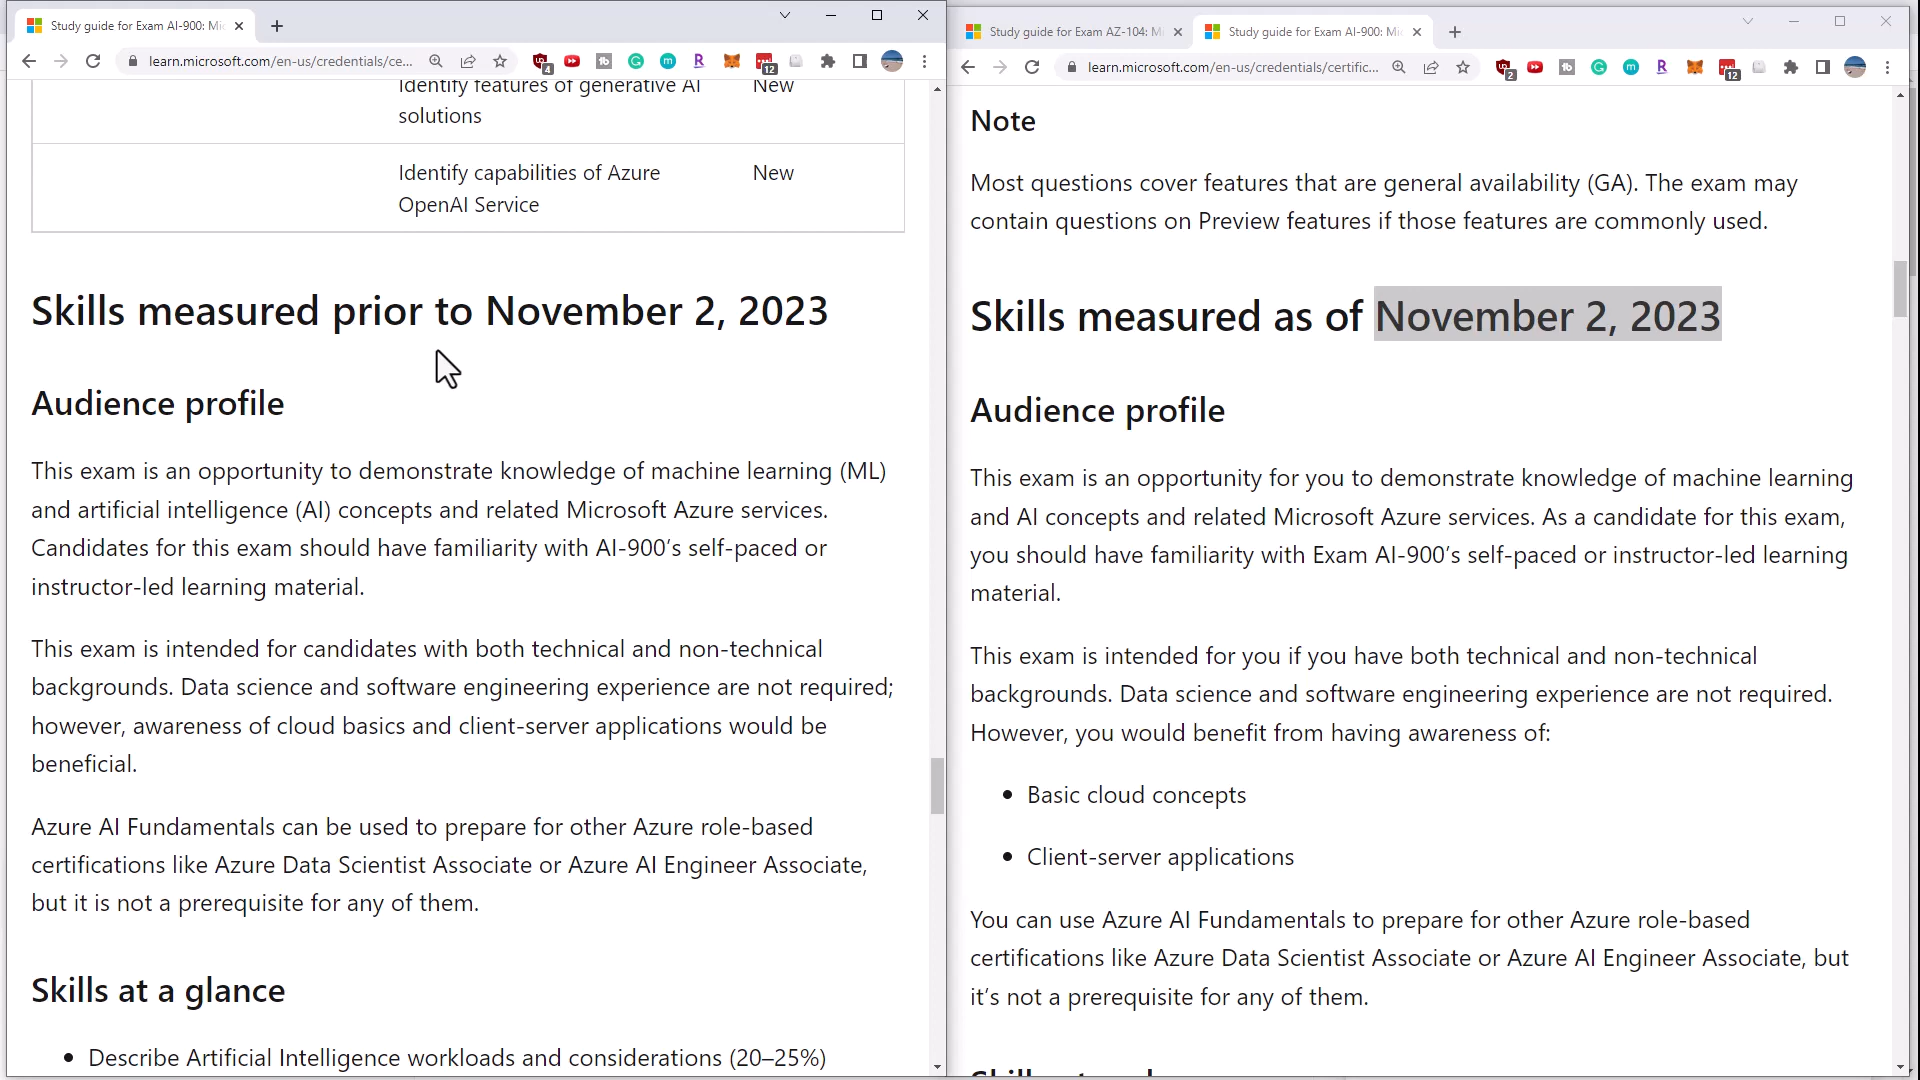 Study guide for Exam AI-900: Mic
learn.microsoft.com/en-us/credentials/ce...
4
12
Identify features of generative AI
solutions
New
Identify capabilities of Azure
OpenAI Service
New
Skills measured prior to November 2, 2023
Audience profile
This exam is an opportunity to demonstrate knowledge of machine learning (ML)
and artificial intelligence (AI) concepts and related Microsoft Azure services.
Candidates for this exam should have familiarity with AI-900’s self-paced or
instructor-led learning material.
This exam is intended for candidates with both technical and non-technical
backgrounds. Data science and software engineering experience are not required;
however, awareness of cloud basics and client-server applications would be
beneficial.
Azure AI Fundamentals can be used to prepare for other Azure role-based
certifications like Azure Data Scientist Associate or Azure AI Engineer Associate,
but it is not a prerequisite for any of them.
Skills at a glance
• Describe Artificial Intelligence workloads and considerations (20–25%)
Study guide for Exam AZ-104: M
Study guide for Exam AI-900: Mic
learn.microsoft.com/en-us/credentials/certific...
2
12
Note
Most questions cover features that are general availability (GA). The exam may
contain questions on Preview features if those features are commonly used.
Skills measured as of November 2, 2023
Audience profile
This exam is an opportunity for you to demonstrate knowledge of machine learning
and AI concepts and related Microsoft Azure services. As a candidate for this exam,
you should have familiarity with Exam AI-900’s self-paced or instructor-led learning
material.
This exam is intended for you if you have both technical and non-technical
backgrounds. Data science and software engineering experience are not required.
However, you would benefit from having awareness of:
• Basic cloud concepts
• Client-server applications
You can use Azure AI Fundamentals to prepare for other Azure role-based
certifications like Azure Data Scientist Associate or Azure AI Engineer Associate, but
it’s not a prerequisite for any of them.